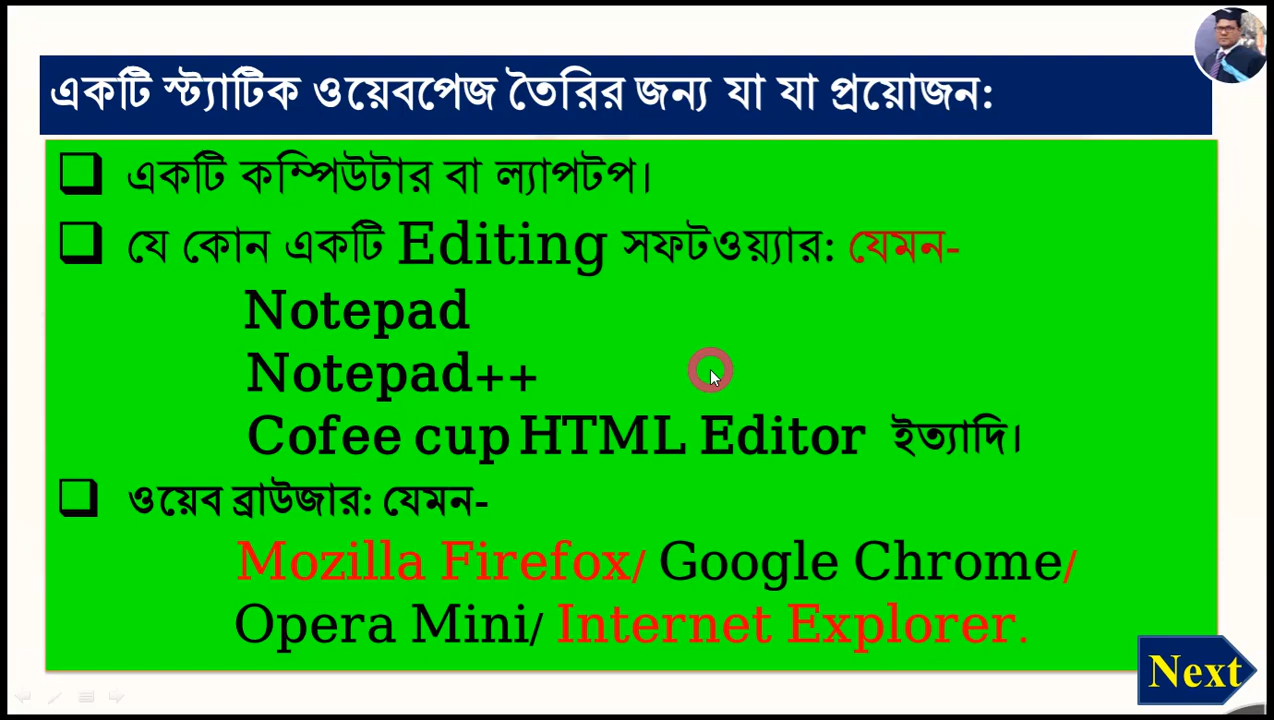 একটি স্ট্যাটিক ওয়েবপেজ তৈরির জন্য যা যা প্রয়োজন:
একটি কম্পিউটার বা ল্যাপটপ।
যে কোন একটি Editing সফটওয়্যার: যেমন-
Notepad
Notepad++
Cofee cup HTML Editor ইত্যাদি।
ওয়েব ব্রাউজার: যেমন-
Mozilla Firefox/ Google Chrome/
Opera Mini/ Internet Explorer.
Next